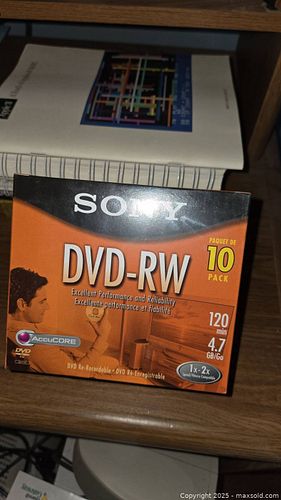 SONY
PAQUET DE
10
PACK
DVD-RW
Excellent Performance and Reliability
Excellente performance et fiabilité
120
min
4.7
GB/Go
AccuCORE
DVD
1x-2x
DVD Re-Recordable • DVD Ré-Enregistrable
Copyright © 2025 - maxsold.com